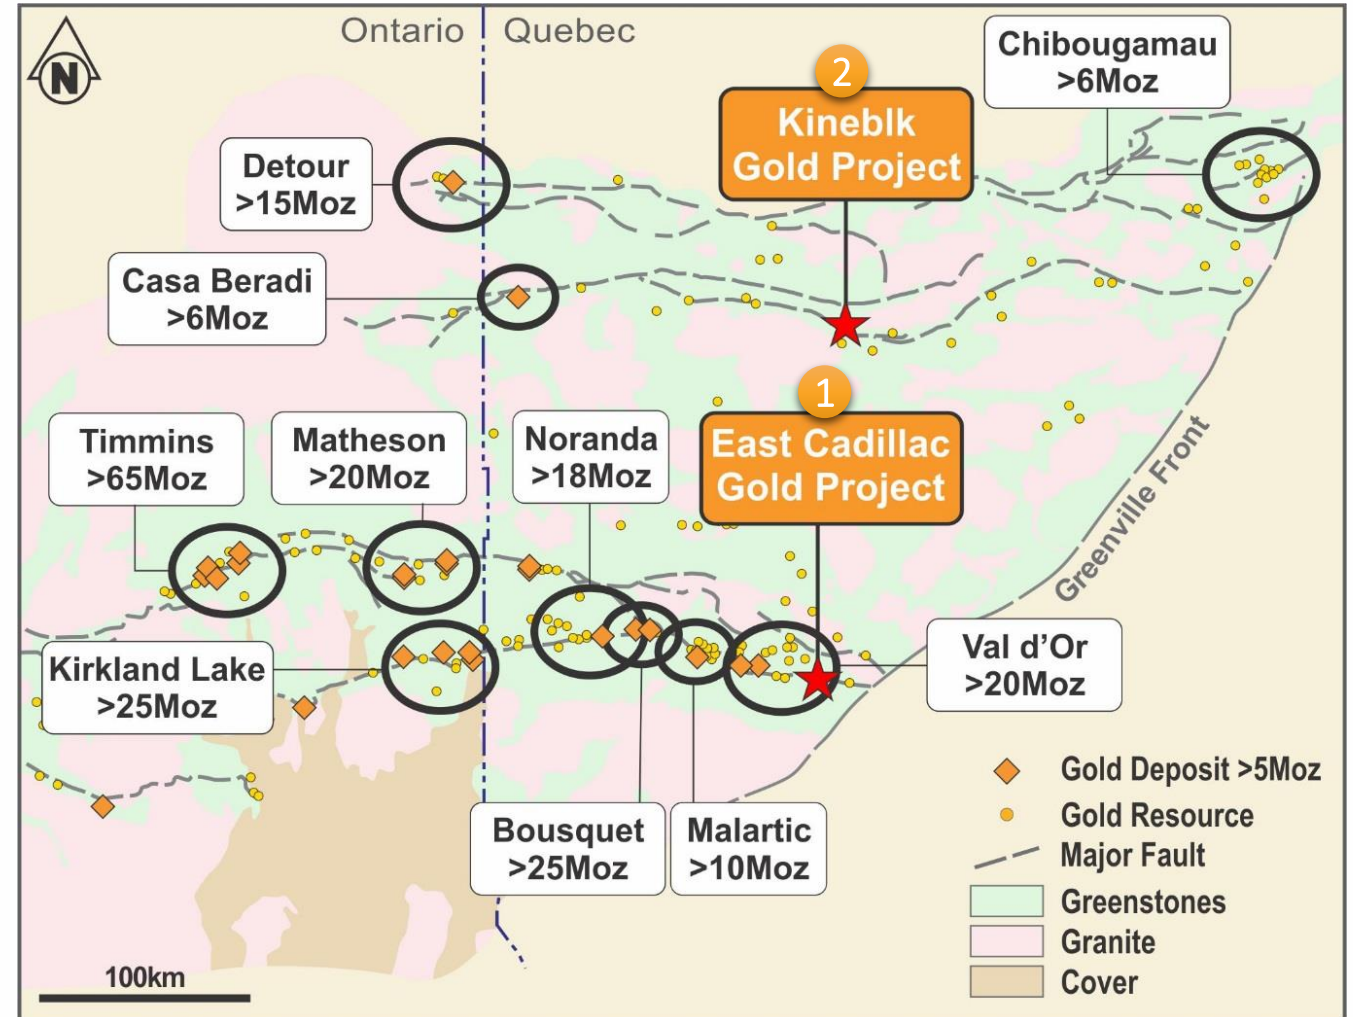 Ontario
Quebec
N
Chibougamau
>6Moz
2
Kineblk
Gold Project
Detour
>15Moz
Casa Beradi
>6Moz
1
East Cadillac
Gold Project
Timmins
>65Moz
Matheson
>20Moz
Noranda
>18Moz
Greenville Front
Kirkland Lake
>25Moz
Val d’Or
>20Moz
Bousquet
>25Moz
Malartic
>10Moz
Gold Deposit >5Moz
Gold Resource
Major Fault
Greenstones
Granite
Cover
100km